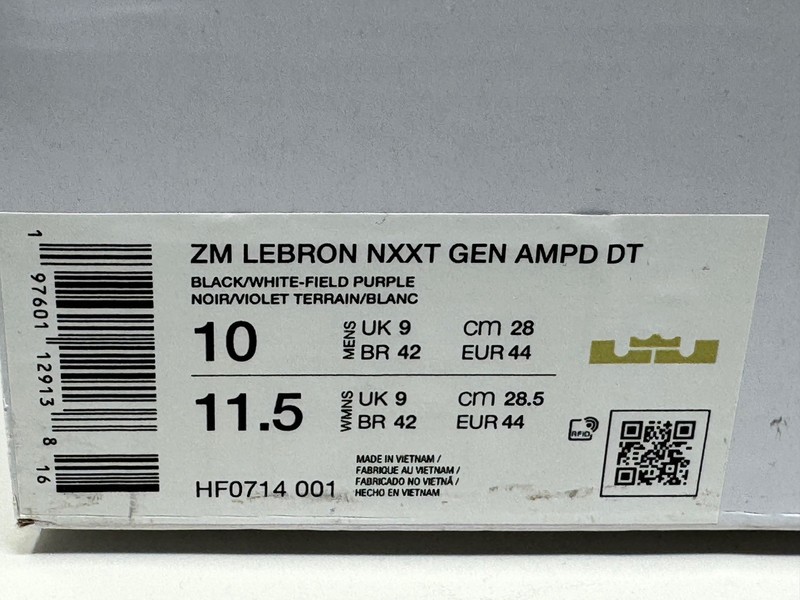 ZM LEBRON NXXT GEN AMPD DT
BLACK/WHITE-FIELD PURPLE
NOIR/VIOLET TERRAIN/BLANC
10 MENS UK 9 cm 28
BR 42 EUR 44
11.5 WMNS UK 9 cm 28.5
BR 42 EUR 44
RFID
MADE IN VIETNAM /
FABRIQUE AU VIETNAM /
FABRICADO NO VIETNÃ /
HECHO EN VIETNAM
HF0714 001
1 97601 12913 8 16